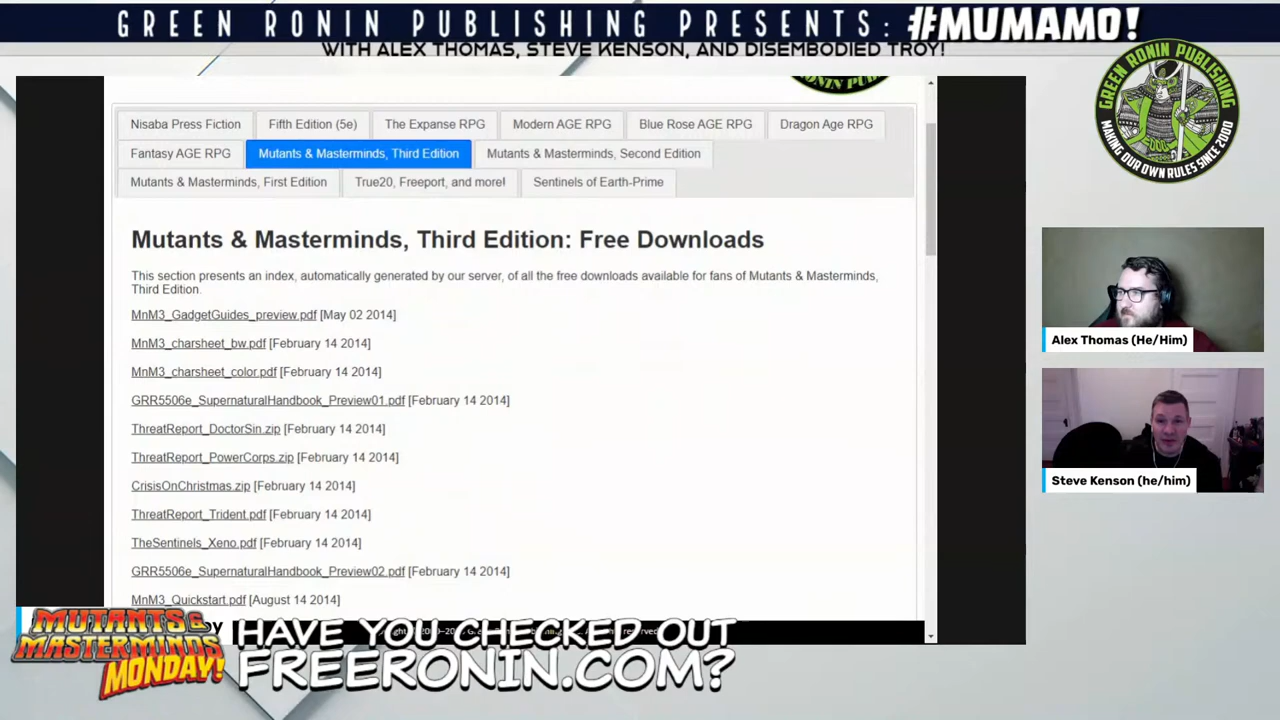 GREEN RONIN PUBLISHING PRESENTS: #MUMAMO!
WITH ALEX THOMAS, STEVE KENSON, AND DISEMBODIED TROY!
GREEN RONIN PUBLISHING
MAKING OUR OWN RULES SINCE 2000
RONIN PUBL
Nisaba Press Fiction
Fifth Edition (5e)
The Expanse RPG
Modern AGE RPG
Blue Rose AGE RPG
Dragon Age RPG
Fantasy AGE RPG
Mutants & Masterminds, Third Edition
Mutants & Masterminds, Second Edition
Mutants & Masterminds, First Edition
True20, Freeport, and more!
Sentinels of Earth-Prime
Mutants & Masterminds, Third Edition: Free Downloads
This section presents an index, automatically generated by our server, of all the free downloads available for fans of Mutants & Masterminds,
Third Edition.
MnM3_GadgetGuides_preview.pdf [May 02 2014]
MnM3_charsheet_bw.pdf [February 14 2014]
MnM3_charsheet_color.pdf [February 14 2014]
GRR5506e_SupernaturalHandbook_Preview01.pdf [February 14 2014]
ThreatReport_DoctorSin.zip [February 14 2014]
ThreatReport_PowerCorps.zip [February 14 2014]
CrisisOnChristmas.zip [February 14 2014]
ThreatReport_Trident.pdf [February 14 2014]
TheSentinels_Xeno.pdf [February 14 2014]
GRR5506e_SupernaturalHandbook_Preview02.pdf [February 14 2014]
MnM3_Quickstart.pdf [August 14 2014]
Alex Thomas (He/Him)
Steve Kenson (he/him)
MUTANTS &
MASTERMINDS
MONDAY!
HAVE YOU CHECKED OUT
FREERONIN.COM?